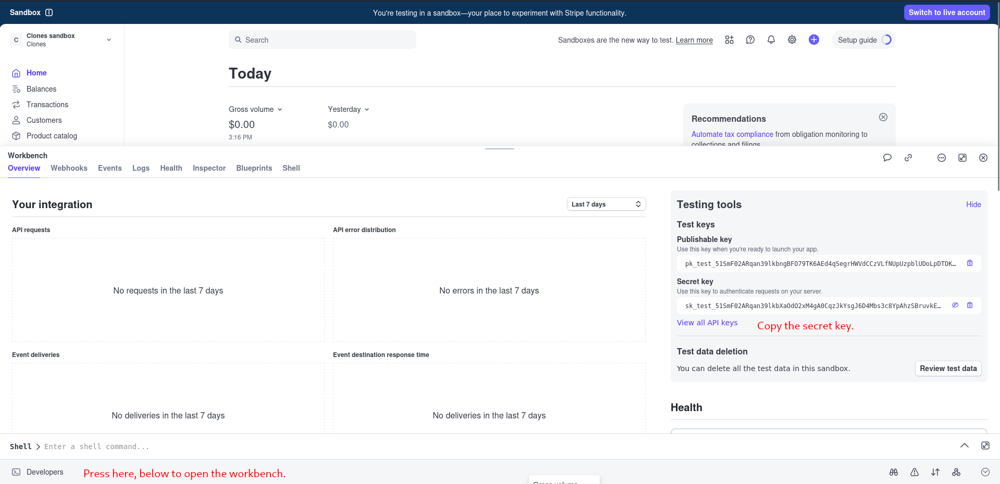 Sandbox
You're testing in a sandbox—your place to experiment with Stripe functionality.
Switch to live account
C
Clones sandbox
Clones
Search
Sandboxes are the new way to test. Learn more
Setup guide
Home
Balances
Transactions
Customers
Product catalog
Today
Gross volume
$0.00
3:16 PM
Yesterday
$0.00
Recommendations
Automate tax compliance from obligation monitoring to
collections and filings
Workbench
Overview Webhooks Events Logs Health Inspector Blueprints Shell
Your integration
Last 7 days
API requests
No requests in the last 7 days
API error distribution
No errors in the last 7 days
Event deliveries
No deliveries in the last 7 days
Event destination response time
No deliveries in the last 7 days
Testing tools
Hide
Test keys
Publishable key
Use this key when you're ready to launch your app.
pk_test_51SmF02ARqan39lkbngBFO79TK6AEd4qSegrHWVdCCzVLfNUpUzpblUDoLpDTDK…
Secret key
Use this key to authenticate requests on your server.
sk_test_51SmF02ARqan39lkbXaOdO2xM4gA0CqzJkYsgJ6D4Mbs3c8YpAhzSBruvkE…
View all API keys
Copy the secret key.
Test data deletion
You can delete all the test data in this sandbox.
Review test data
Health
Shell
Enter a shell command...
Developers
Press here, below to open the workbench.
Gross volume